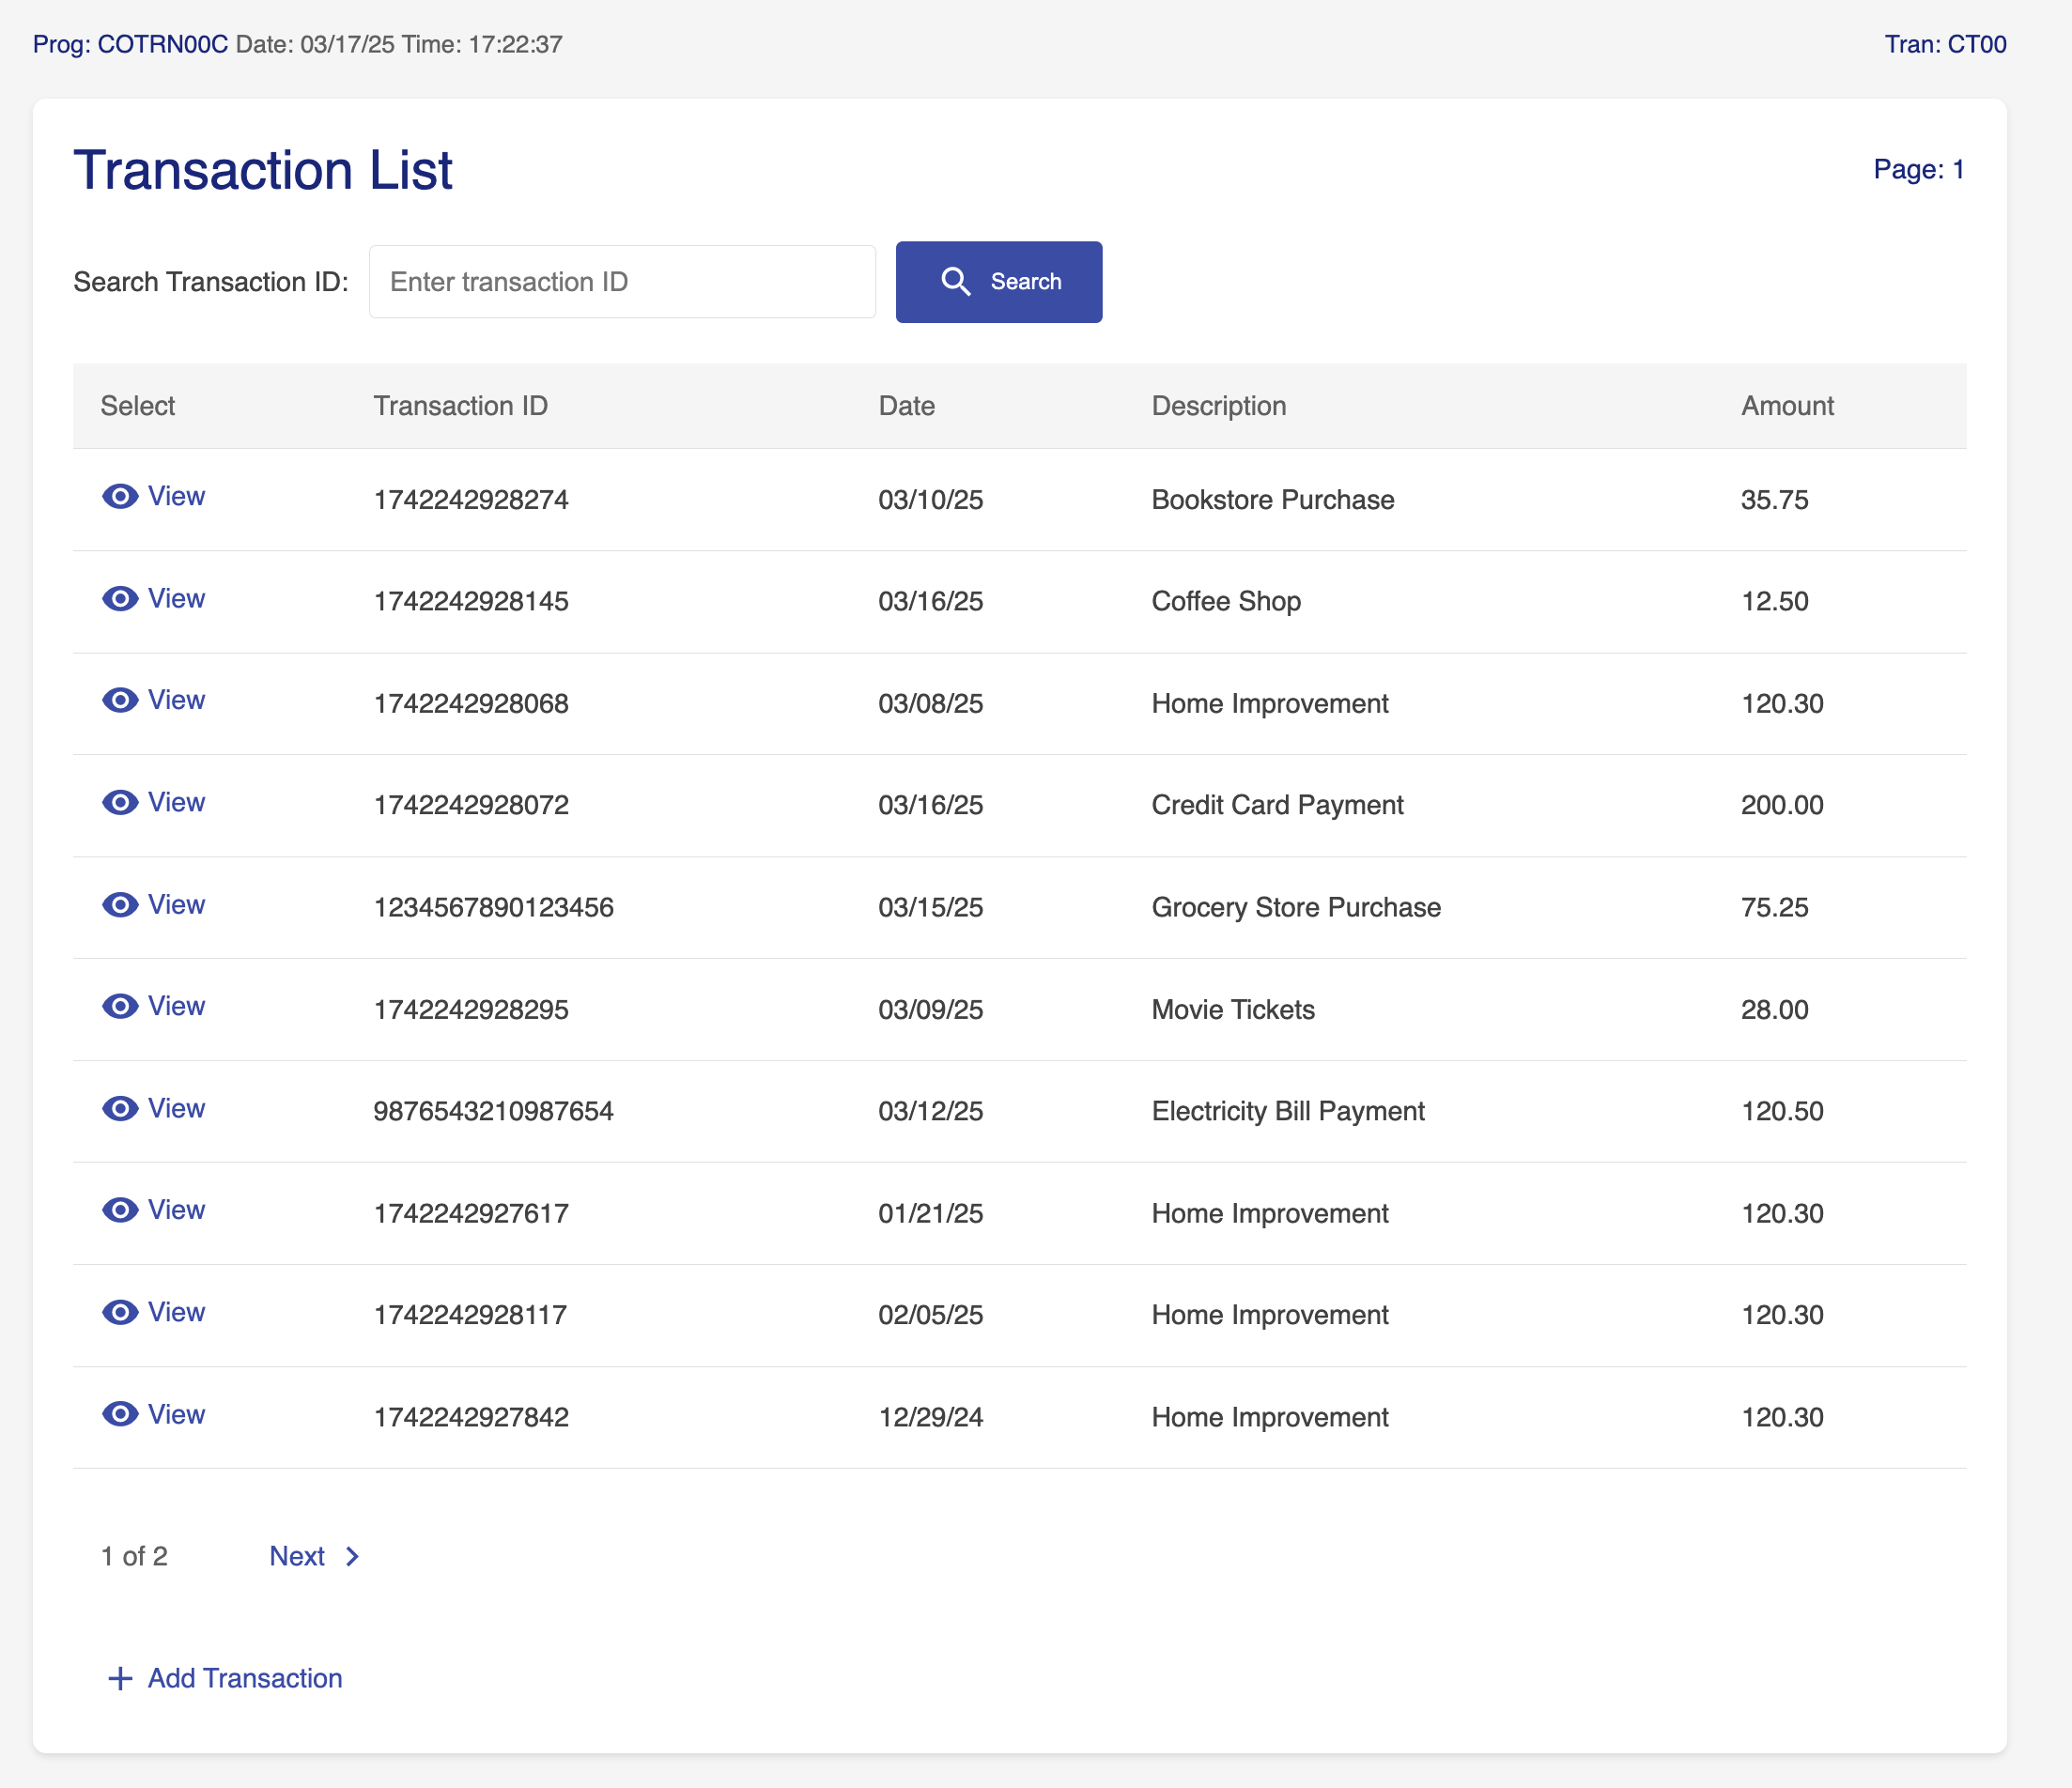 Prog: COTRN00C Date: 03/17/25 Time: 17:22:37 Tran: CT00
Transaction List Page: 1
Search Transaction ID: Enter transaction ID Search
Select Transaction ID Date Description Amount
View 1742242928274 03/10/25 Bookstore Purchase 35.75
View 1742242928145 03/16/25 Coffee Shop 12.50
View 1742242928068 03/08/25 Home Improvement 120.30
View 1742242928072 03/16/25 Credit Card Payment 200.00
View 1234567890123456 03/15/25 Grocery Store Purchase 75.25
View 1742242928295 03/09/25 Movie Tickets 28.00
View 9876543210987654 03/12/25 Electricity Bill Payment 120.50
View 1742242927617 01/21/25 Home Improvement 120.30
View 1742242928117 02/05/25 Home Improvement 120.30
View 1742242927842 12/29/24 Home Improvement 120.30
1 of 2 Next
Add Transaction